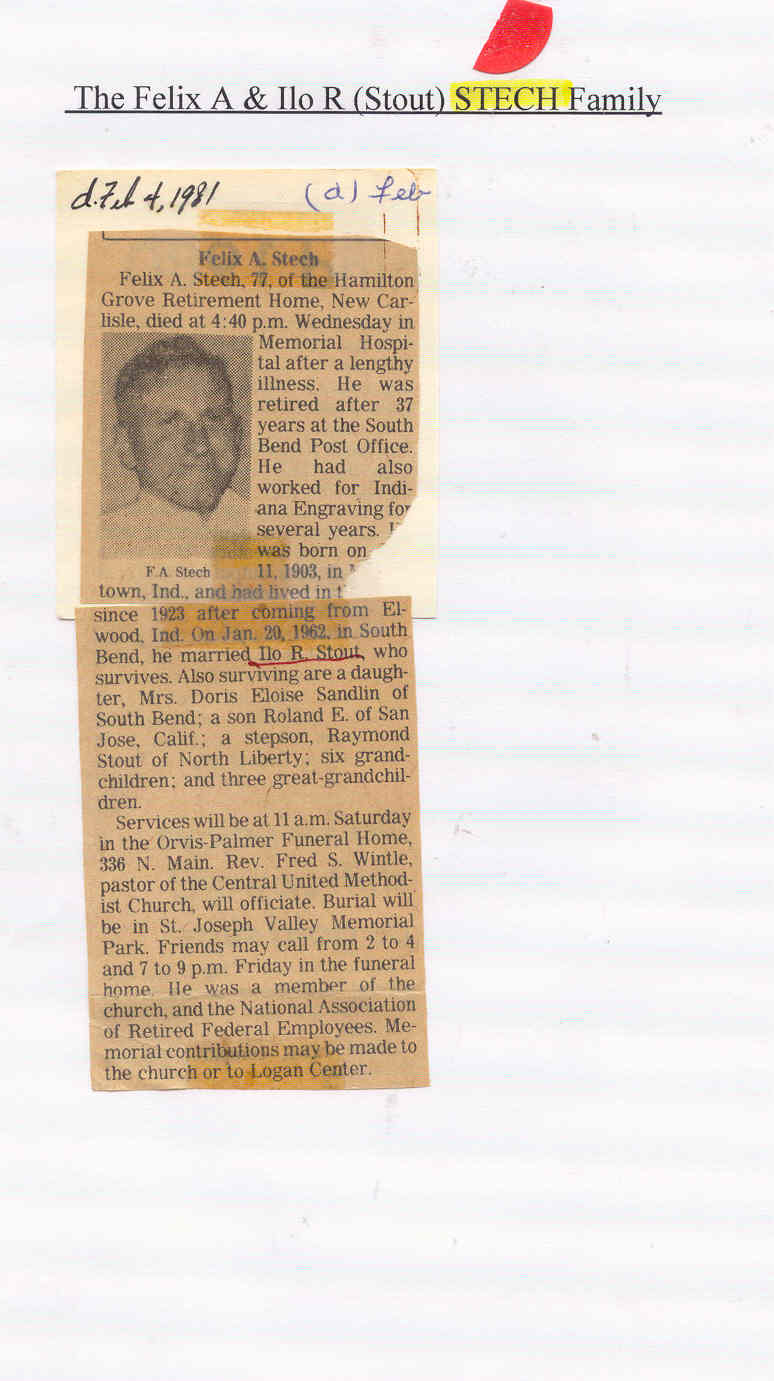 The Felix A & Ilo R (Stout) STECH Family
d. Feb 4, 1981 (d) Feb
Felix A. Stech
Felix A. Stech, 77, of the Hamilton
Grove Retirement Home, New Car-
lisle, died at 4:40 p.m. Wednesday in
Memorial Hospi-
tal after a lengthy
illness. He was
retired after 37
years at the South
Bend Post Office.
He had also
worked for Indi-
ana Engraving for
several years.
was born on
11, 1903, in
F.A. Stech
town, Ind., and had lived in
since 1923 after coming from El-
wood, Ind. On Jan. 20, 1962, in South
Bend, he married Ilo R. Stout, who
survives. Also surviving are a daugh-
ter, Mrs. Doris Eloise Sandlin of
South Bend; a son Roland E. of San
Jose, Calif.; a stepson, Raymond
Stout of North Liberty; six grand-
children; and three great-grandchil-
dren.
Services will be at 11 a.m. Saturday
in the Orvis-Palmer Funeral Home,
336 N. Main. Rev. Fred S. Wintle,
pastor of the Central United Method-
ist Church, will officiate. Burial will
be in St. Joseph Valley Memorial
Park. Friends may call from 2 to 4
and 7 to 9 p.m. Friday in the funeral
home. He was a member of the
church, and the National Association
of Retired Federal Employees. Me-
morial contributions may be made to
the church or to Logan Center.